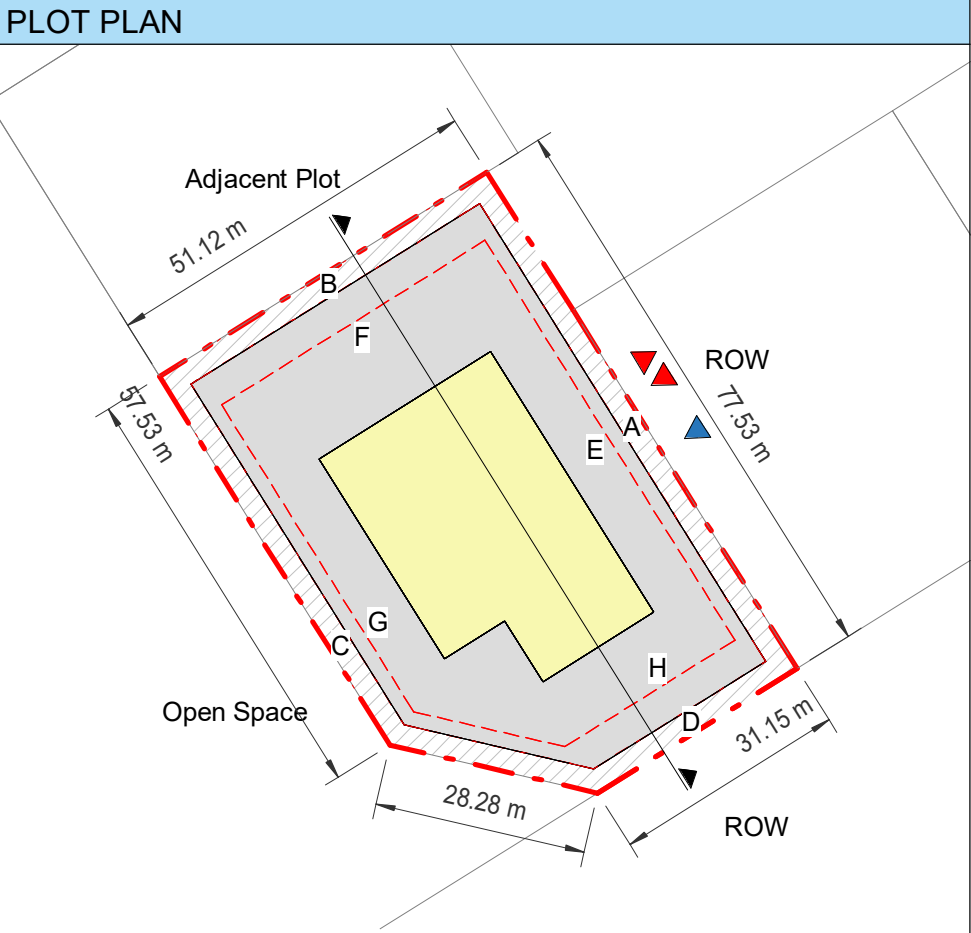 PLOT PLAN
Adjacent Plot
51.12 m
B
F
57.53 m
ROW
77.53 m
A
E
G
C
H
Open Space
D
31.15 m
28.28 m
ROW